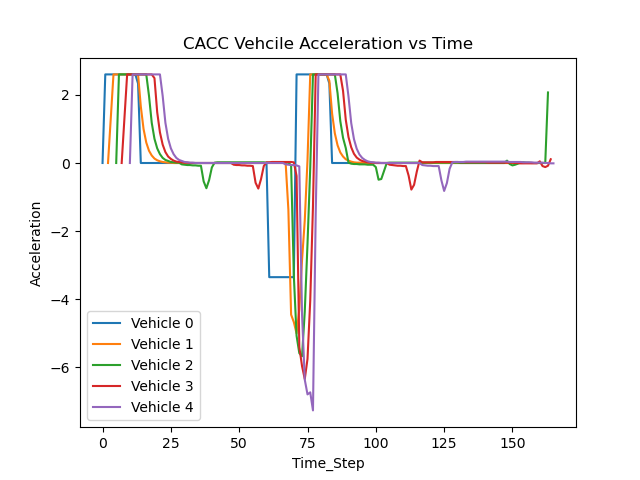 CACC Vehcile Acceleration vs Time
Acceleration
2
0
−2
−4
−6
Vehicle 0
Vehicle 1
Vehicle 2
Vehicle 3
Vehicle 4
0 25 50 75 100 125 150
Time_Step